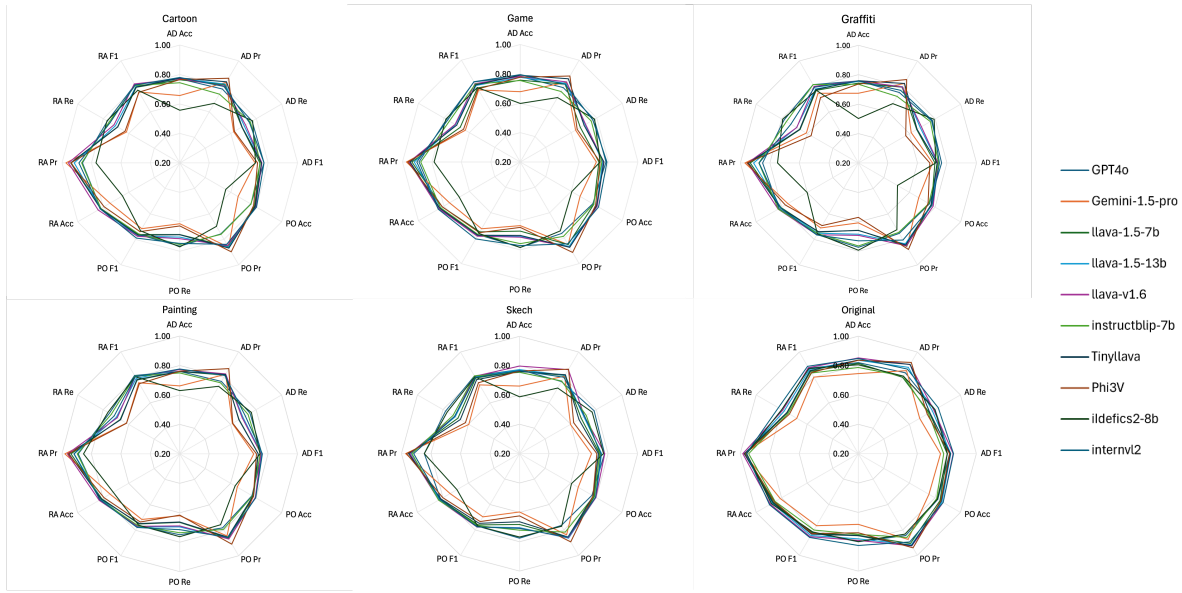 Cartoon
AD Acc
1.00
AD Pr
0.80
AD Re
0.60
0.40
AD F1
0.20
PO Acc
PO Pr
PO Re
PO F1
RA Acc
RA Pr
RA Re
RA F1
Game
AD Acc
1.00
AD Pr
0.80
AD Re
0.60
0.40
AD F1
0.20
PO Acc
PO Pr
PO Re
PO F1
RA Acc
RA Pr
RA Re
RA F1
Graffiti
AD Acc
1.00
AD Pr
0.80
AD Re
0.60
0.40
AD F1
0.20
PO Acc
PO Pr
PO Re
PO F1
RA Acc
RA Pr
RA Re
RA F1
Painting
AD Acc
1.00
AD Pr
0.80
AD Re
0.60
0.40
AD F1
0.20
PO Acc
PO Pr
PO Re
PO F1
RA Acc
RA Pr
RA Re
RA F1
Skech
AD Acc
1.00
AD Pr
0.80
AD Re
0.60
0.40
AD F1
0.20
PO Acc
PO Pr
PO Re
PO F1
RA Acc
RA Pr
RA Re
RA F1
Original
AD Acc
1.00
AD Pr
0.80
AD Re
0.60
0.40
AD F1
0.20
PO Acc
PO Pr
PO Re
PO F1
RA Acc
RA Pr
RA Re
RA F1
GPT4o
Gemini-1.5-pro
llava-1.5-7b
llava-1.5-13b
llava-v1.6
instructblip-7b
Tinyllava
Phi3V
ildefics2-8b
internvl2